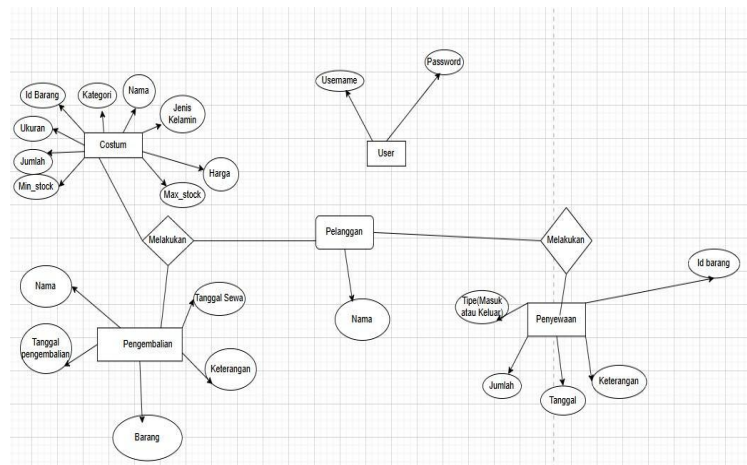 Password
Username
Id Barang
Kategori
Nama
Jenis
Kelamin
Ukuran
Costum
User
Jumlah
Harga
Min_stock
Max_stock
Melakukan
Pelanggan
Melakukan
Id barang
Nama
Tanggal Sewa
Tipe(Masuk
atau Keluar)
Nama
Penyewaan
Tanggal
pengembalian
Pengembalian
Keterangan
Jumlah
Tanggal
Keterangan
Barang